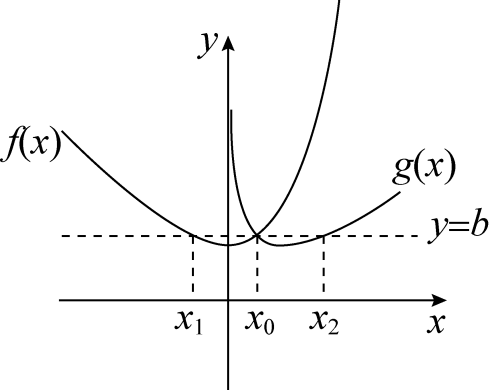 y
f(x)
g(x)
y=b
x₁ x₀ x₂ x